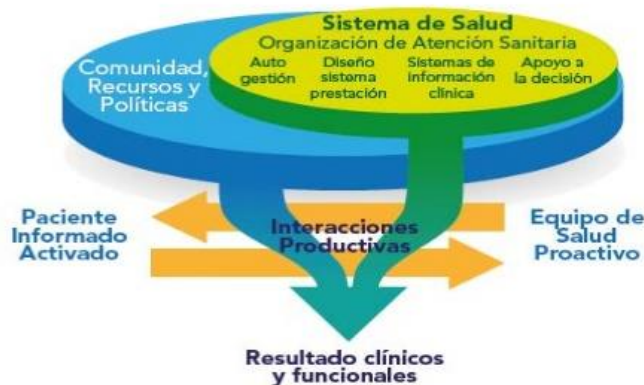 Sistema de Salud
Organización de Atención Sanitaria
Auto
gestión
Diseño
sistema
prestación
Sistemas de
información
clínica
Apoyo a
la decisión
Comunidad,
Recursos y
Políticas
Paciente
Informado
Activado
Interacciones
Productivas
Equipo de
Salud
Proactivo
Resultado clínicos
y funcionales